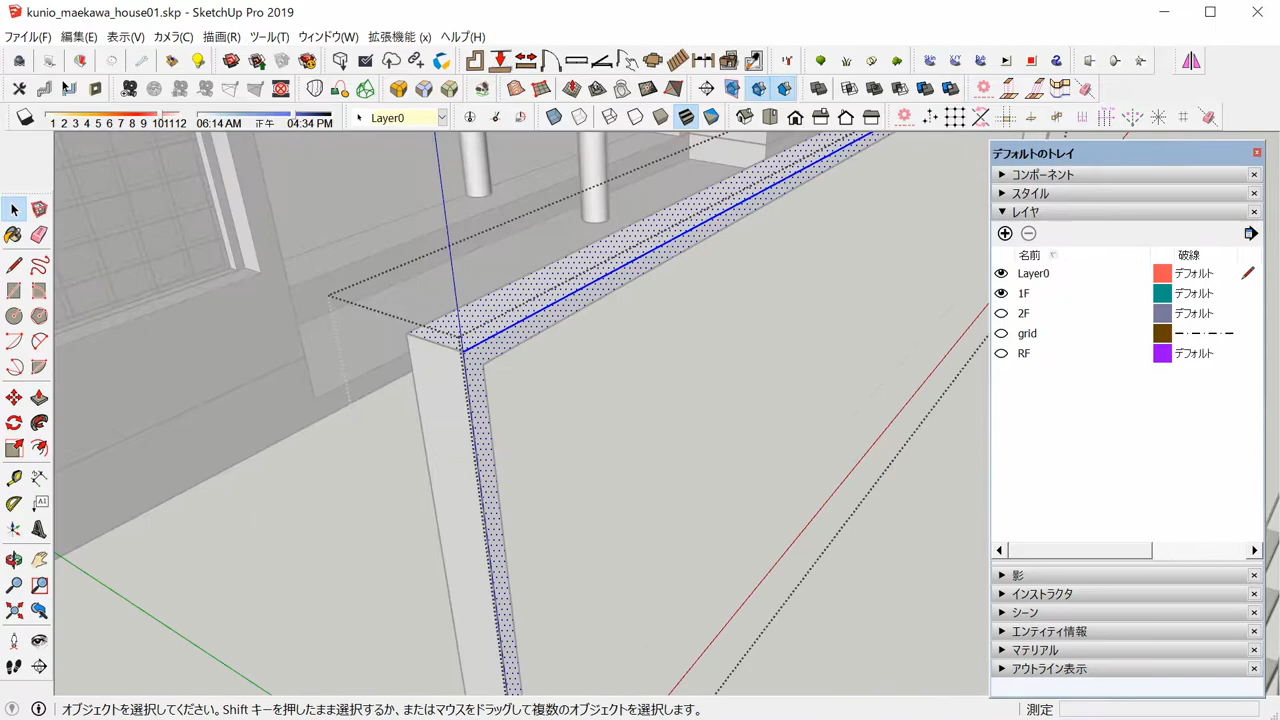 kunio_maekawa_house01.skp - SketchUp Pro 2019
ファイル(F) 編集(E) 表示(V) カメラ(C) 描画(R) ツール(T) ウィンドウ(W) 拡張機能 (x) ヘルプ(H)
1 2 3 4 5 6 7 8 9 101112 06:14 AM 正午 04:34 PM Layer0
デフォルトのトレイ
コンポーネント
スタイル
レイヤ
名前 破線
Layer0 デフォルト
1F デフォルト
2F デフォルト
grid
RF デフォルト
影
インストラクタ
シーン
エンティティ情報
マテリアル
アウトライン表示
オブジェクトを選択してください。Shift キーを押したまま選択するか、またはマウスをドラッグして複数のオブジェクトを選択します。 測定